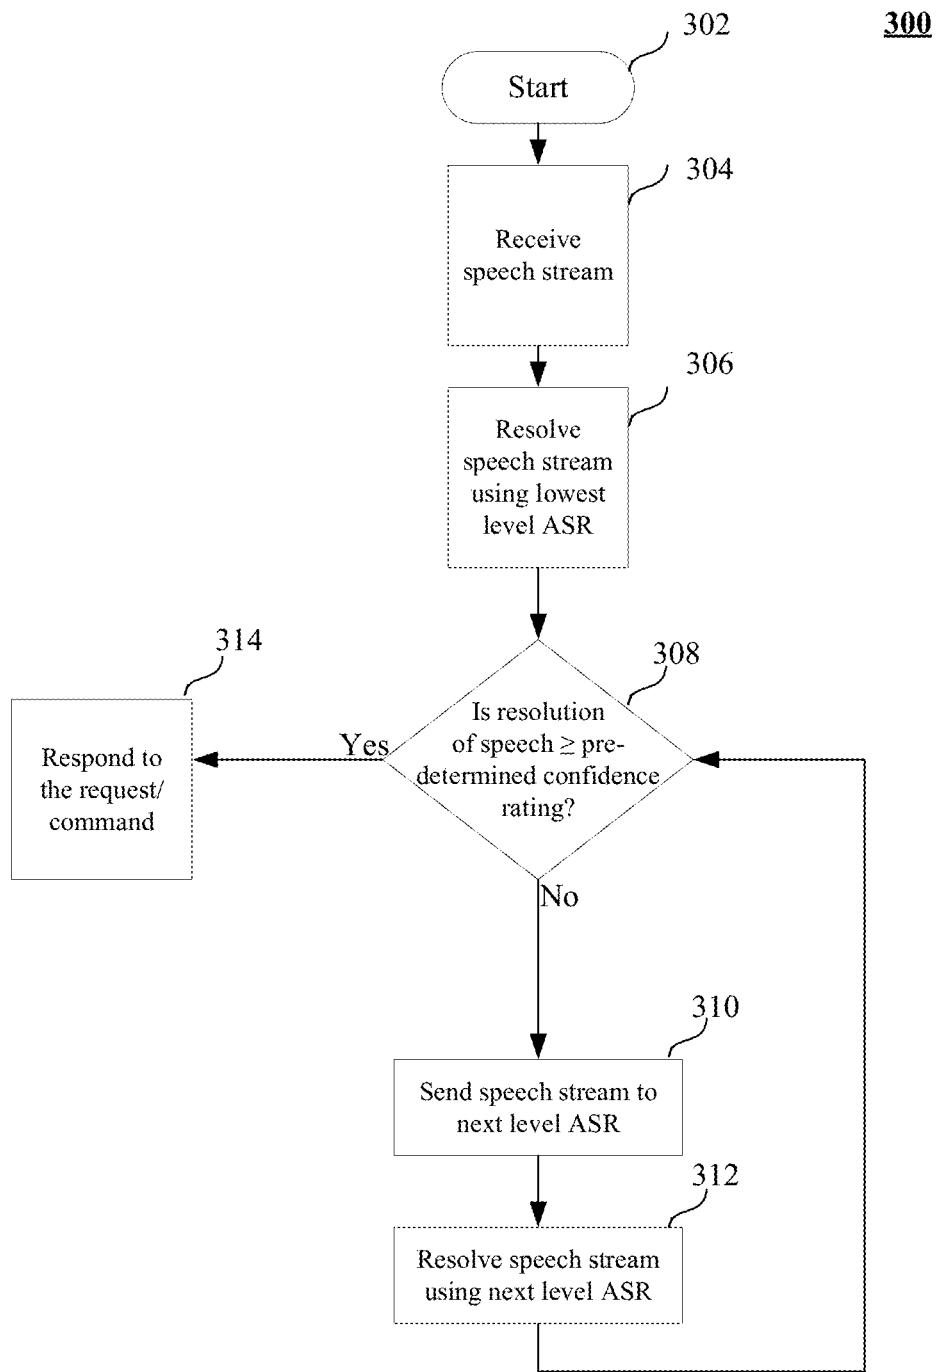 300
302
Start
304
Receive
speech stream
306
Resolve
speech stream
using lowest
level ASR
314
308
Respond to
the request/
command
Yes
Is resolution
of speech ≥ pre-
determined confidence
rating?
No
310
Send speech stream to
next level ASR
312
Resolve speech stream
using next level ASR